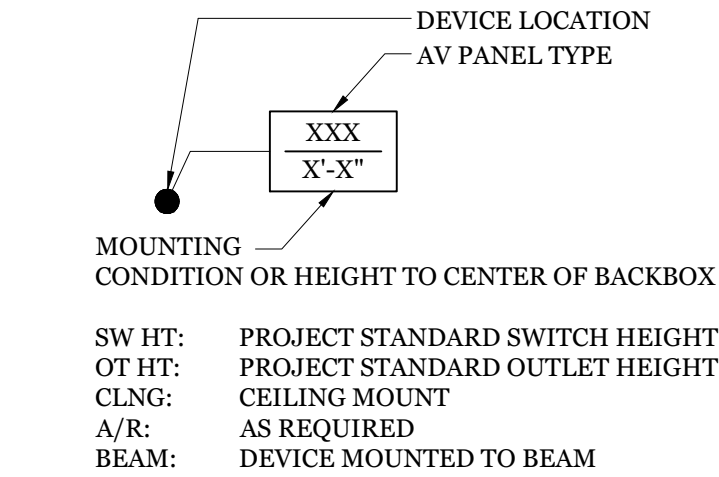 DEVICE LOCATION
AV PANEL TYPE
XXX
X'-X"
MOUNTING
CONDITION OR HEIGHT TO CENTER OF BACKBOX
SW HT: PROJECT STANDARD SWITCH HEIGHT
OT HT: PROJECT STANDARD OUTLET HEIGHT
CLNG: CEILING MOUNT
A/R: AS REQUIRED
BEAM: DEVICE MOUNTED TO BEAM